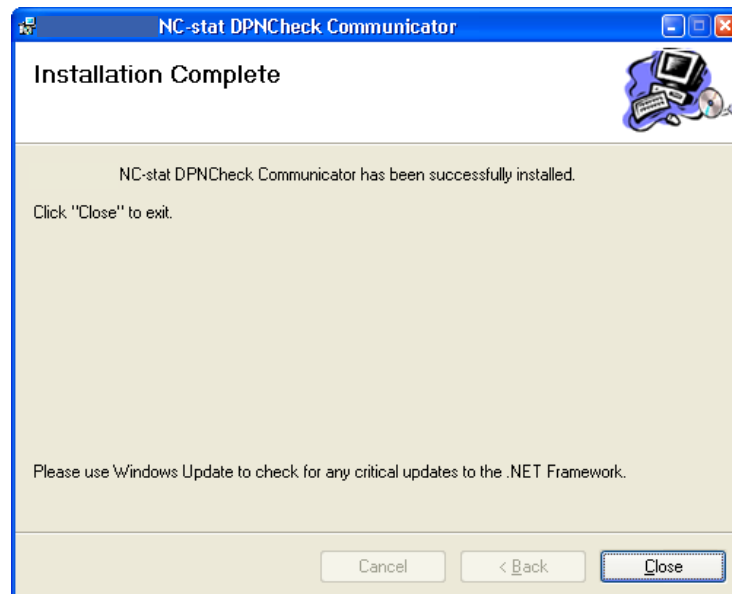 NC-stat DPNCheck Communicator
Installation Complete
NC-stat DPNCheck Communicator has been successfully installed.
Click "Close" to exit.
Please use Windows Update to check for any critical updates to the .NET Framework.
Cancel
< Back
Close